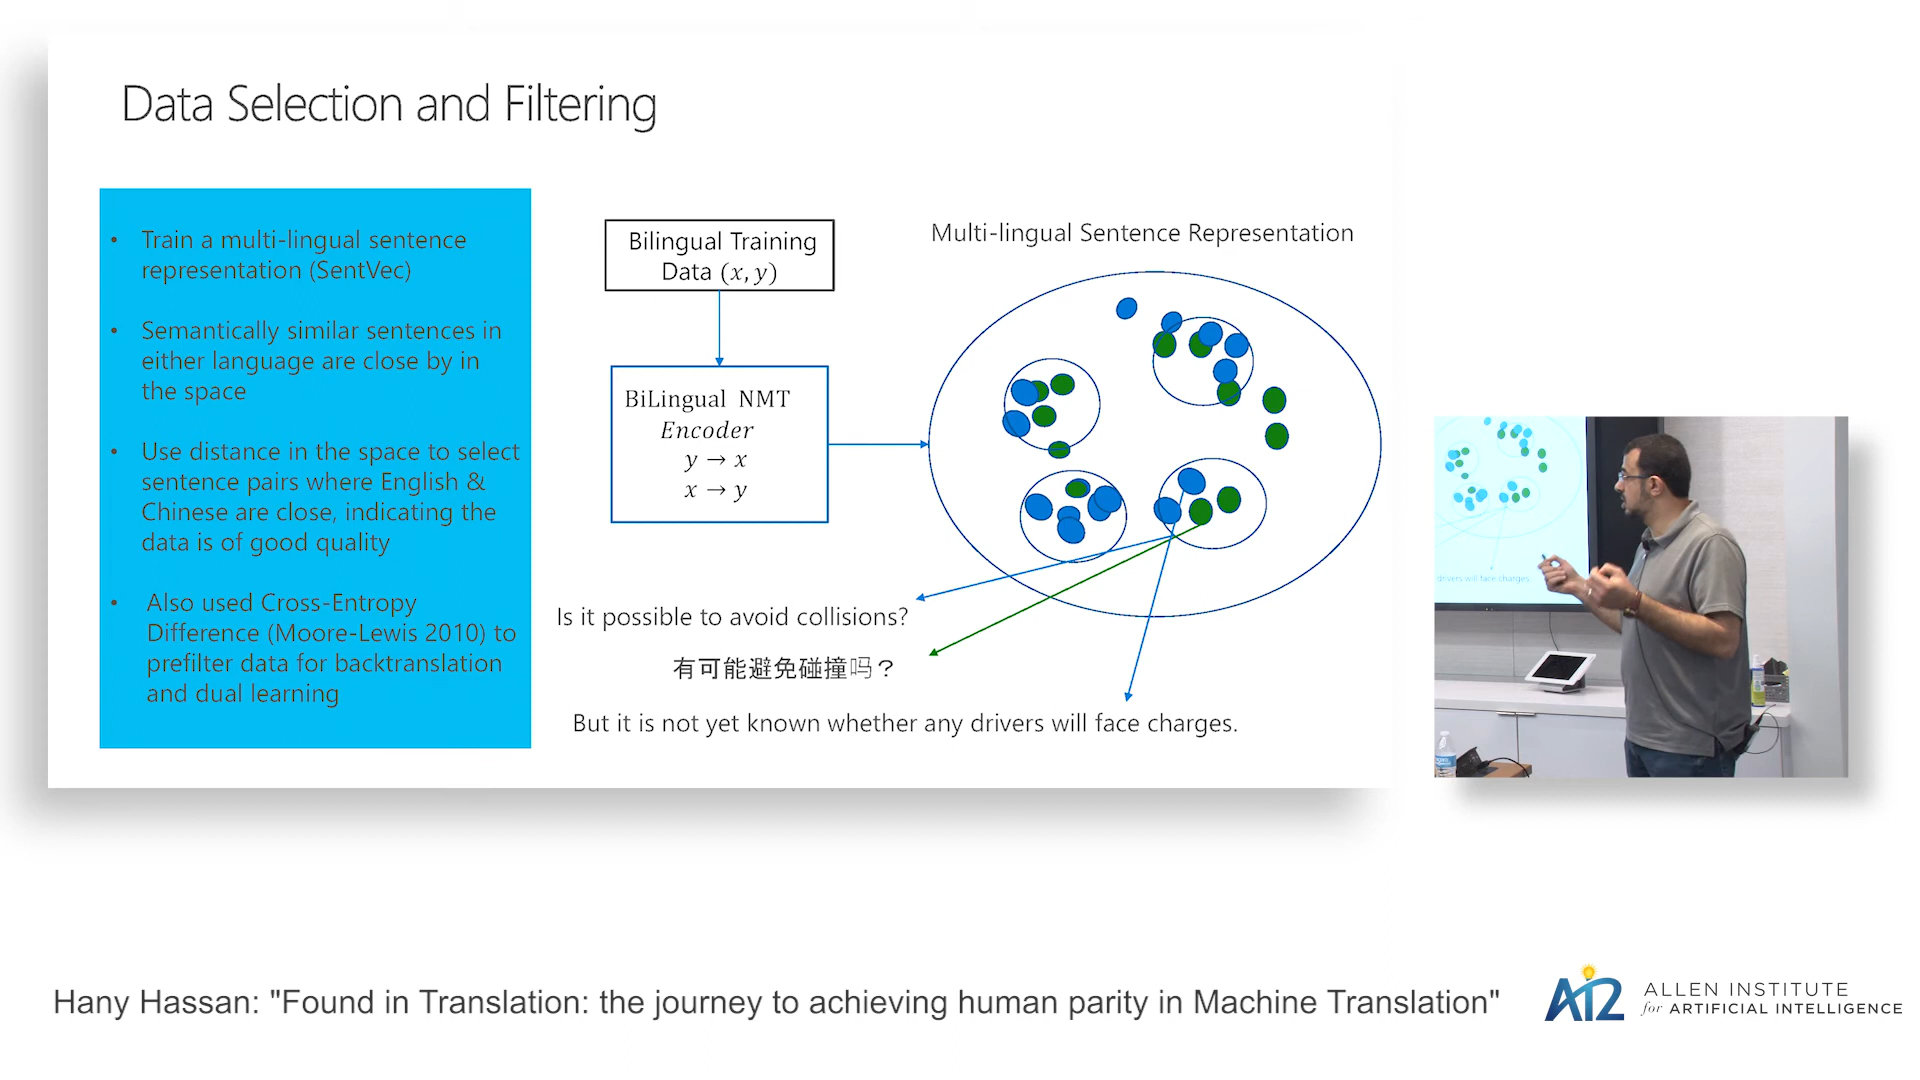 Data Selection and Filtering
• Train a multi-lingual sentence
representation (SentVec)
• Semantically similar sentences in
either language are close by in
the space
• Use distance in the space to select
sentence pairs where English &
Chinese are close, indicating the
data is of good quality
• Also used Cross-Entropy
Difference (Moore-Lewis 2010) to
prefilter data for backtranslation
and dual learning
Bilingual Training
Data (x, y)
BiLingual NMT
Encoder
y → x
x → y
Multi-lingual Sentence Representation
Is it possible to avoid collisions?
有可能避免碰撞吗？
But it is not yet known whether any drivers will face charges.
drivers will face charges
Hany Hassan: "Found in Translation: the journey to achieving human parity in Machine Translation"
AI2
ALLEN INSTITUTE
for ARTIFICIAL INTELLIGENCE